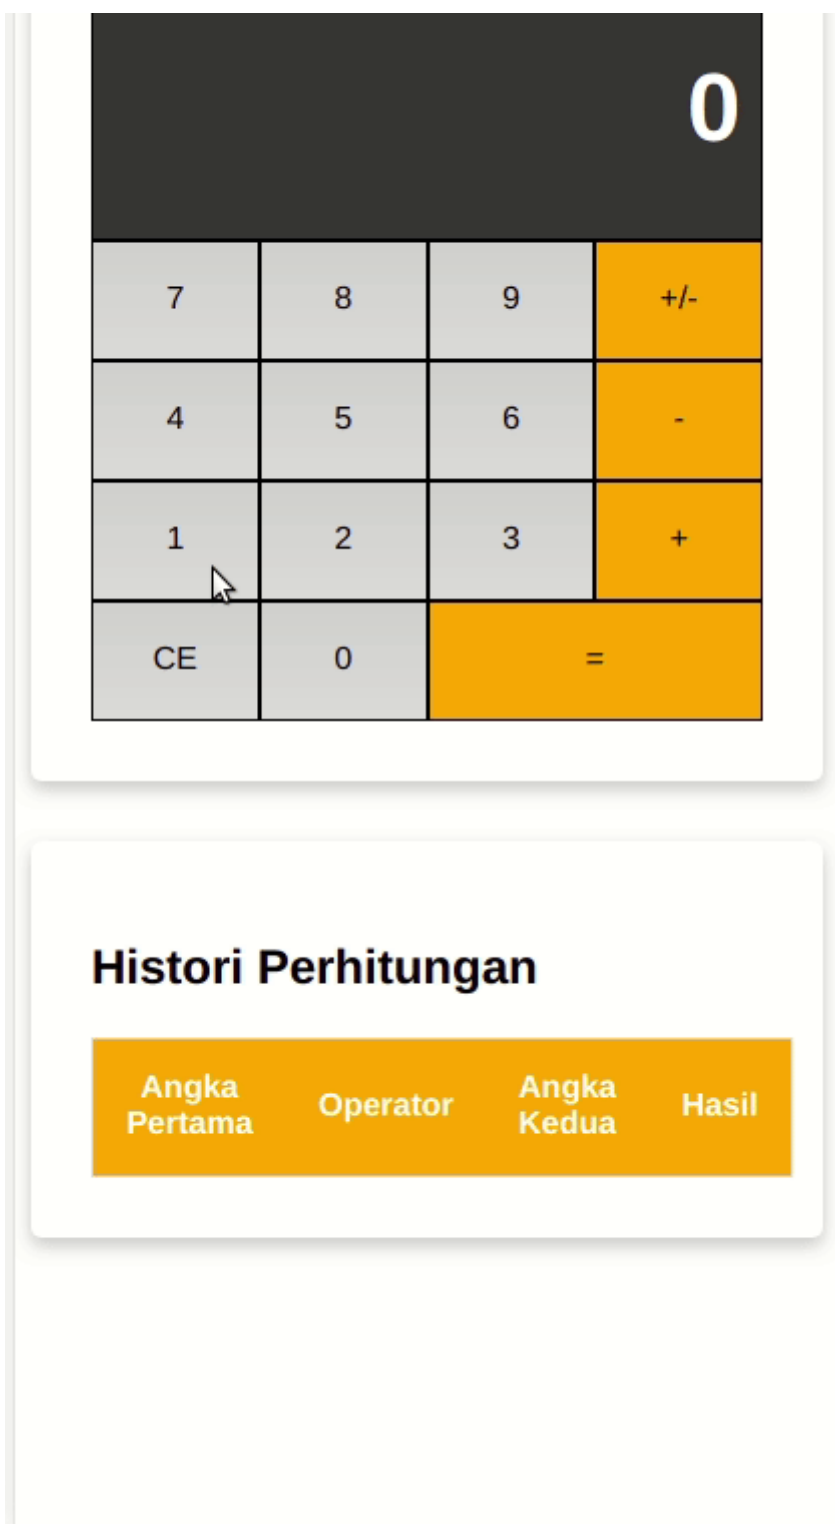 0
7 8 9 +/-
4 5 6 -
1 2 3 +
CE 0 =
Histori Perhitungan
Angka Pertama Operator Angka Kedua Hasil